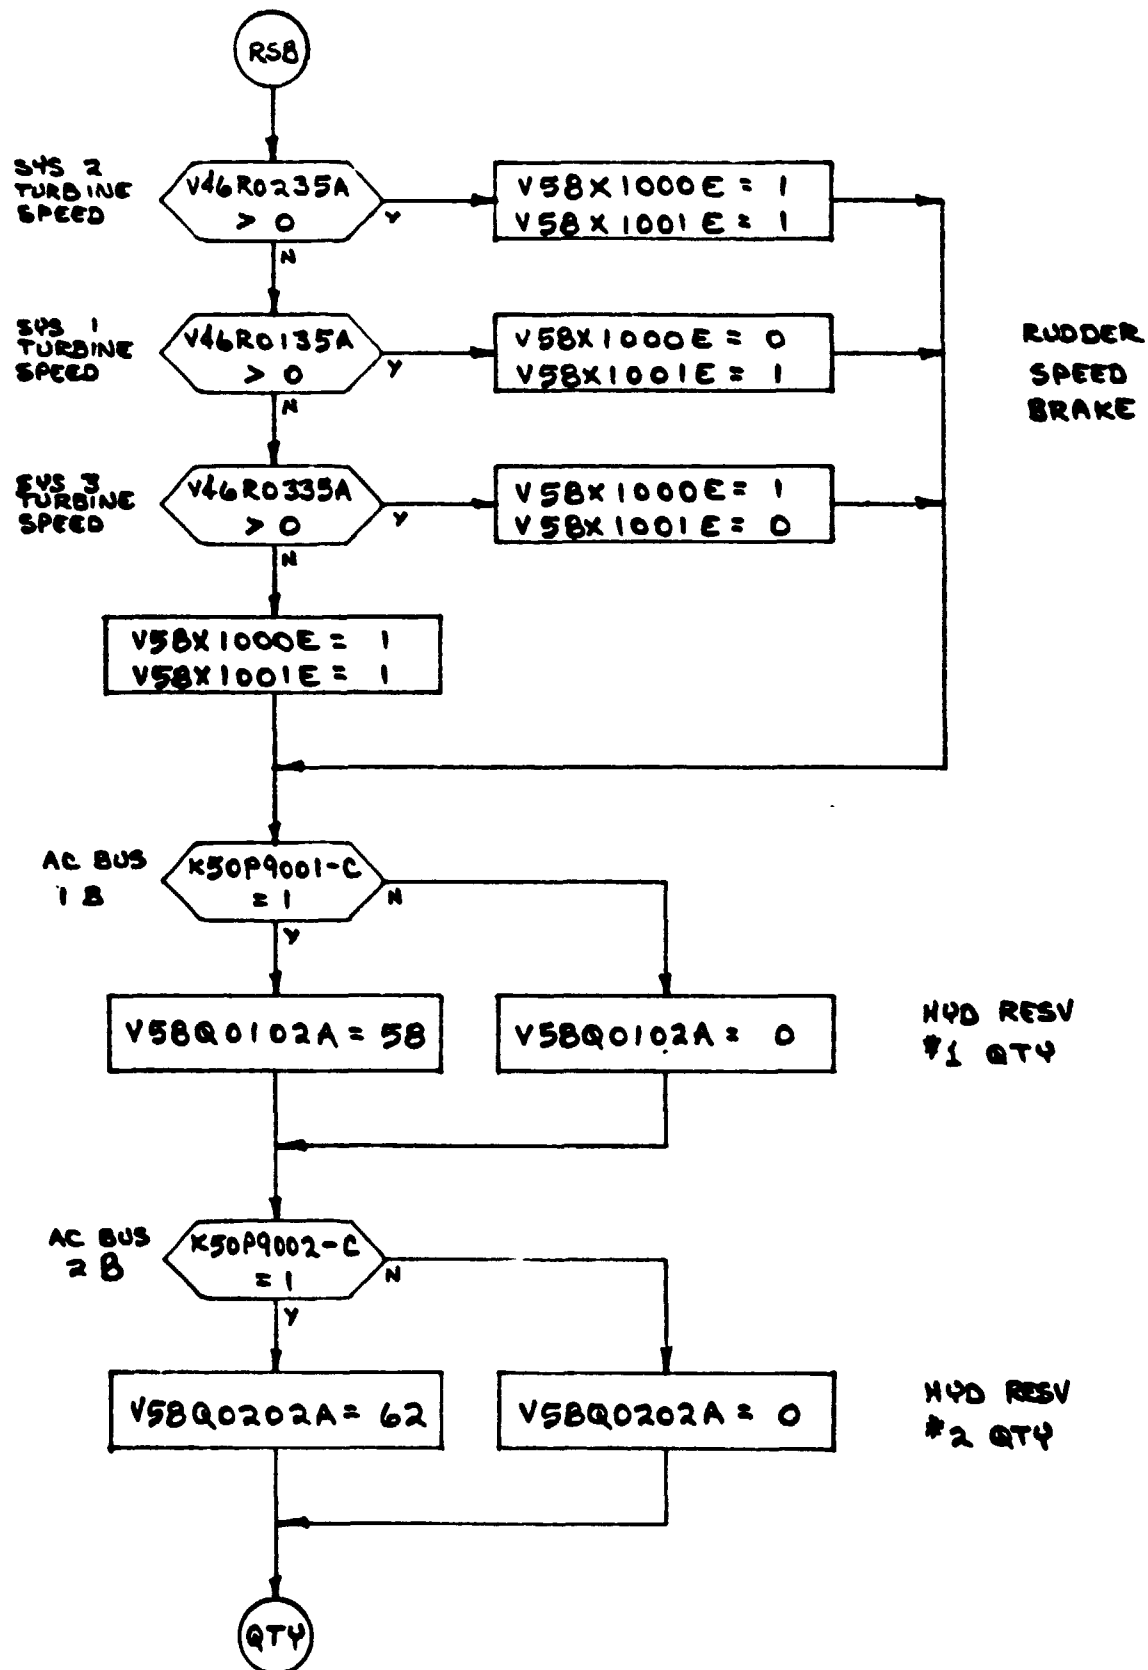 RSB
SYS 2
TURBINE
SPEED
V46R0235A
> 0
Y
N
V58X1000E = 1
V58X1001E = 1
SYS 1
TURBINE
SPEED
V46R0135A
> 0
Y
N
V58X1000E = 0
V58X1001E = 1
RUDDER
SPEED
BRAKE
SYS 3
TURBINE
SPEED
V46R0335A
> 0
Y
N
V58X1000E = 1
V58X1001E = 0
V58X1000E = 1
V58X1001E = 1
AC BUS
1 B
K50P9001-C
= 1
N
Y
V58Q0102A = 58
V58Q0102A = 0
HYD RESV
#1 QTY
AC BUS
2 B
K50P9002-C
= 1
N
Y
V58Q0202A = 62
V58Q0202A = 0
HYD RESV
#2 QTY
QTY